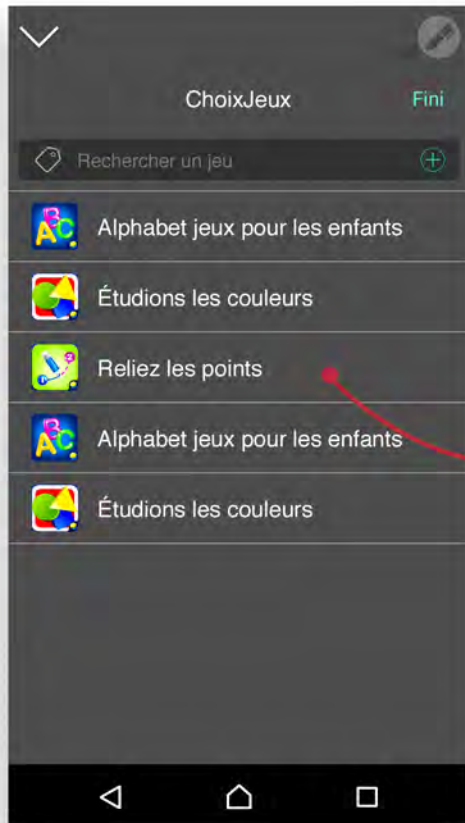 ChoixJeux
Fini
Rechercher un jeu
Alphabet jeux pour les enfants
Étudions les couleurs
Reliez les points
Alphabet jeux pour les enfants
Étudions les couleurs